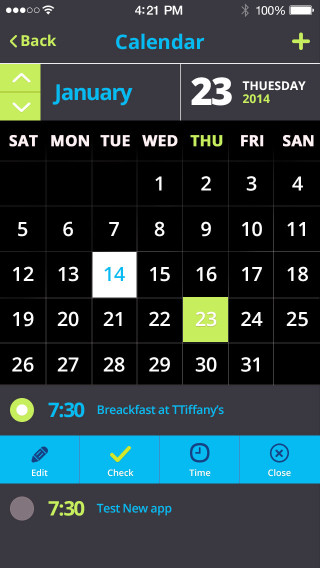 4:21 PM 100%
Back Calendar +
January 23 THUESDAY
2014
SAT MON TUE WED THU FRI SAN
1 2 3 4
5 6 7 8 9 10 11
12 13 14 15 16 17 18
19 20 21 22 23 24 25
26 27 28 29 30 31
7:30 Breackfast at TTiffany's
Edit Check Time Close
7:30 Test New app